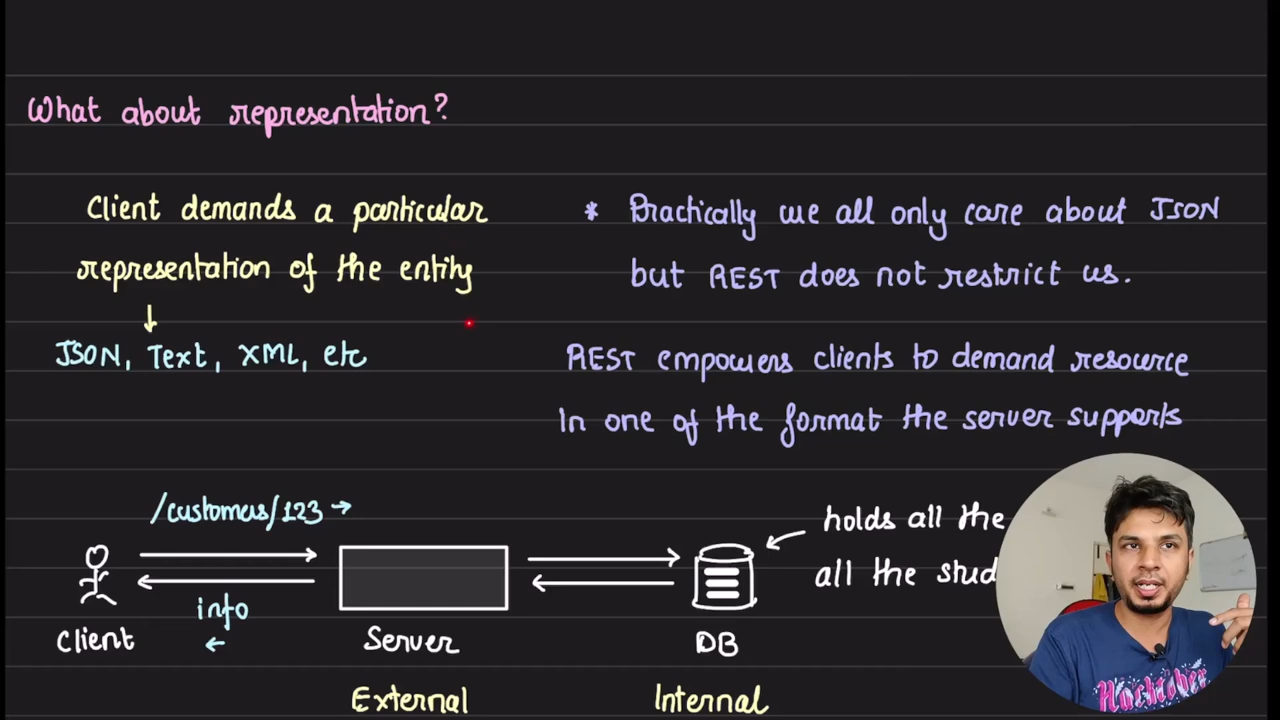 What about representation?
Client demands a particular
representation of the entity
↓
JSON, Text, XML, etc
* Practically we all only care about JSON
but REST does not restrict us.
REST empowers clients to demand resource
In one of the format the server supports
/customers/123 →
info
←
Client
Server
DB
External
Internal
holds all the
all the stud
Hacktober